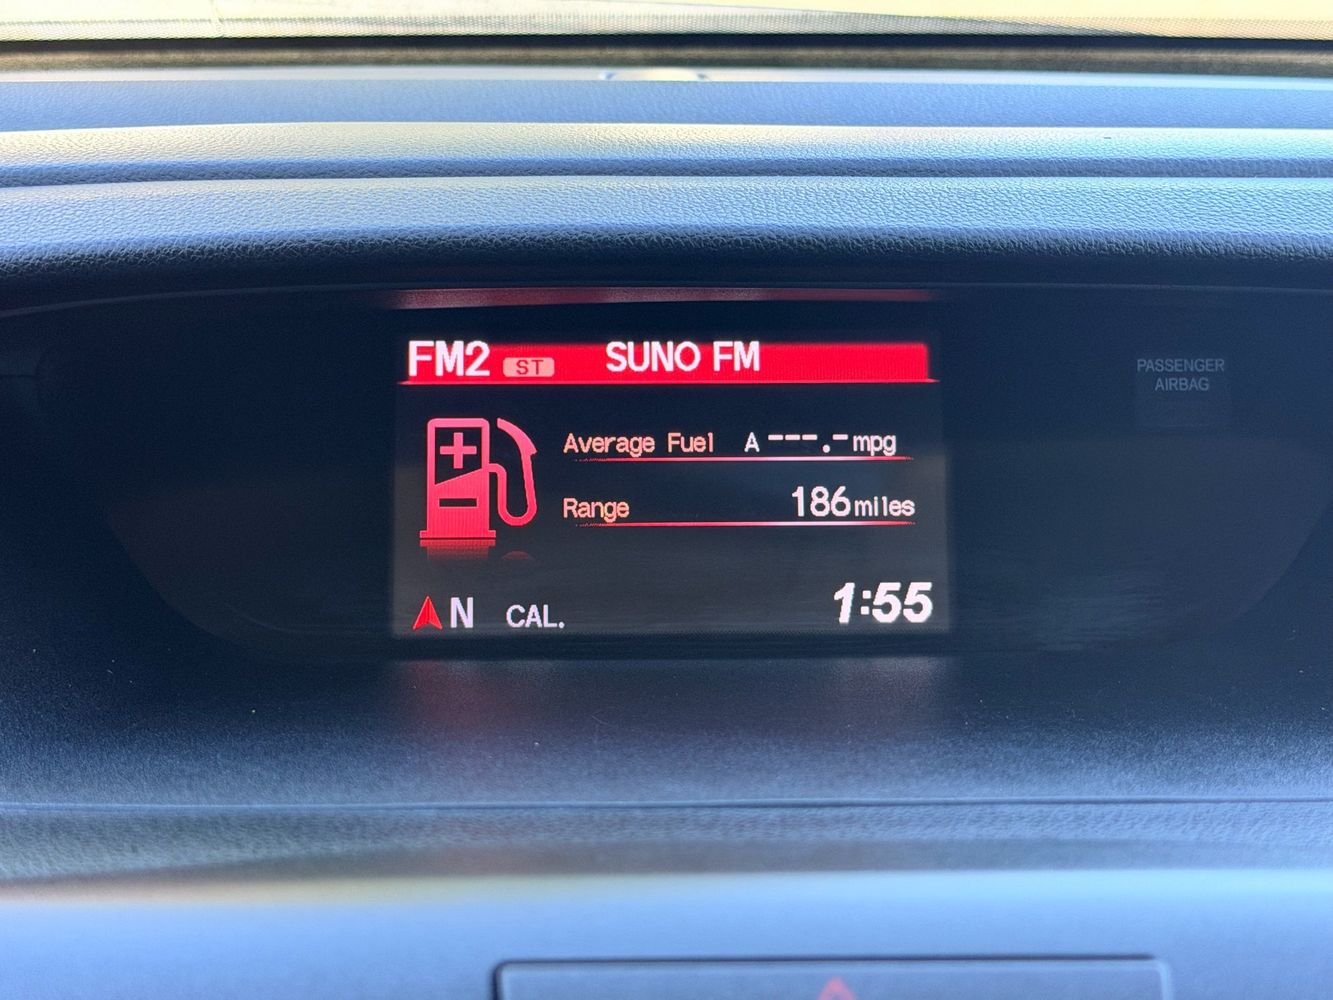 FM2 ST SUNO FM
PASSENGER
AIRBAG
Average Fuel A ---.- mpg
Range 186 miles
N CAL. 1:55